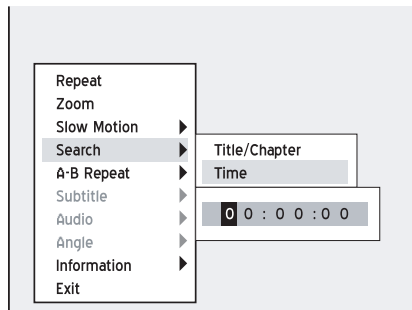 Repeat
Zoom
Slow Motion
Search
A-B Repeat
Subtitle
Audio
Angle
Information
Exit
Title/Chapter
Time
0 0 : 0 0 : 0 0